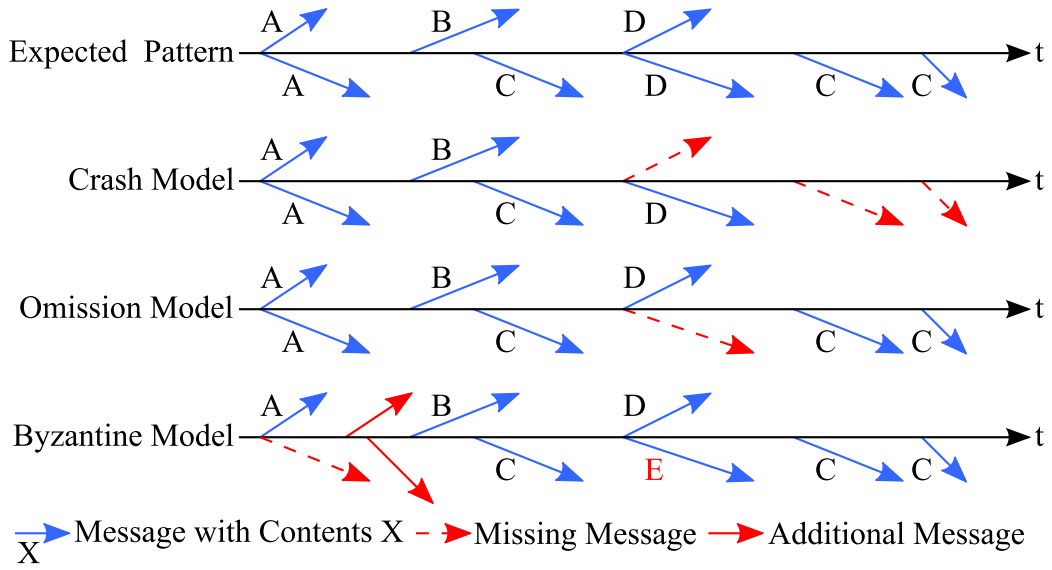 A B D
Expected Pattern t
A C D C C
A B
Crash Model t
A C D
A B D
Omission Model t
A C C C
A B D
Byzantine Model t
C E C C
X Message with Contents X Missing Message Additional Message